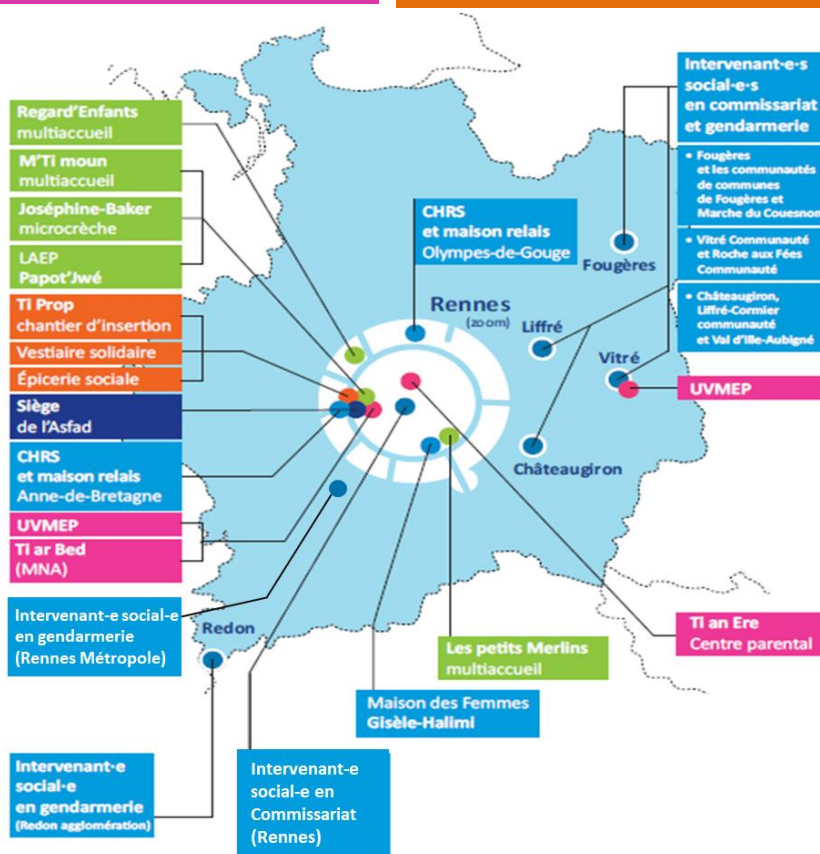 Regard'Enfants
multiaccueil
M'Ti moun
multiaccueil
Joséphine-Baker
microcrèche
LAEP
Papot'Jwé
Ti Prop
chantier d'insertion
Vestiaire solidaire
Épicerie sociale
Siège
de l'Asfad
CHRS
et maison relais
Anne-de-Bretagne
UVMEP
Ti ar Bed
(MNA)
Intervenant-e social-e
en gendarmerie
(Rennes Métropole)
Intervenant·e
social·e
en gendarmerie
(Redon agglomération)
Redon
Intervenant-e
social-e en
Commissariat
(Rennes)
Maison des Femmes
Gisèle-Halimi
Les petits Merlins
multiaccueil
Ti an Ere
Centre parental
CHRS
et maison relais
Olympes-de-Gouge
Rennes
(zoom)
Fougères
Liffré
Vitré
Châteaugiron
Intervenant·e·s
social·e·s
en commissariat
et gendarmerie
• Fougères
et les communautés
de communes
de Fougères et
Marche du Couesnon
• Vitré Communauté
et Roche aux Fées
Communauté
• Châteaugiron,
Liffré-Cormier
communauté
et Val d'Ille-Aubigné
UVMEP